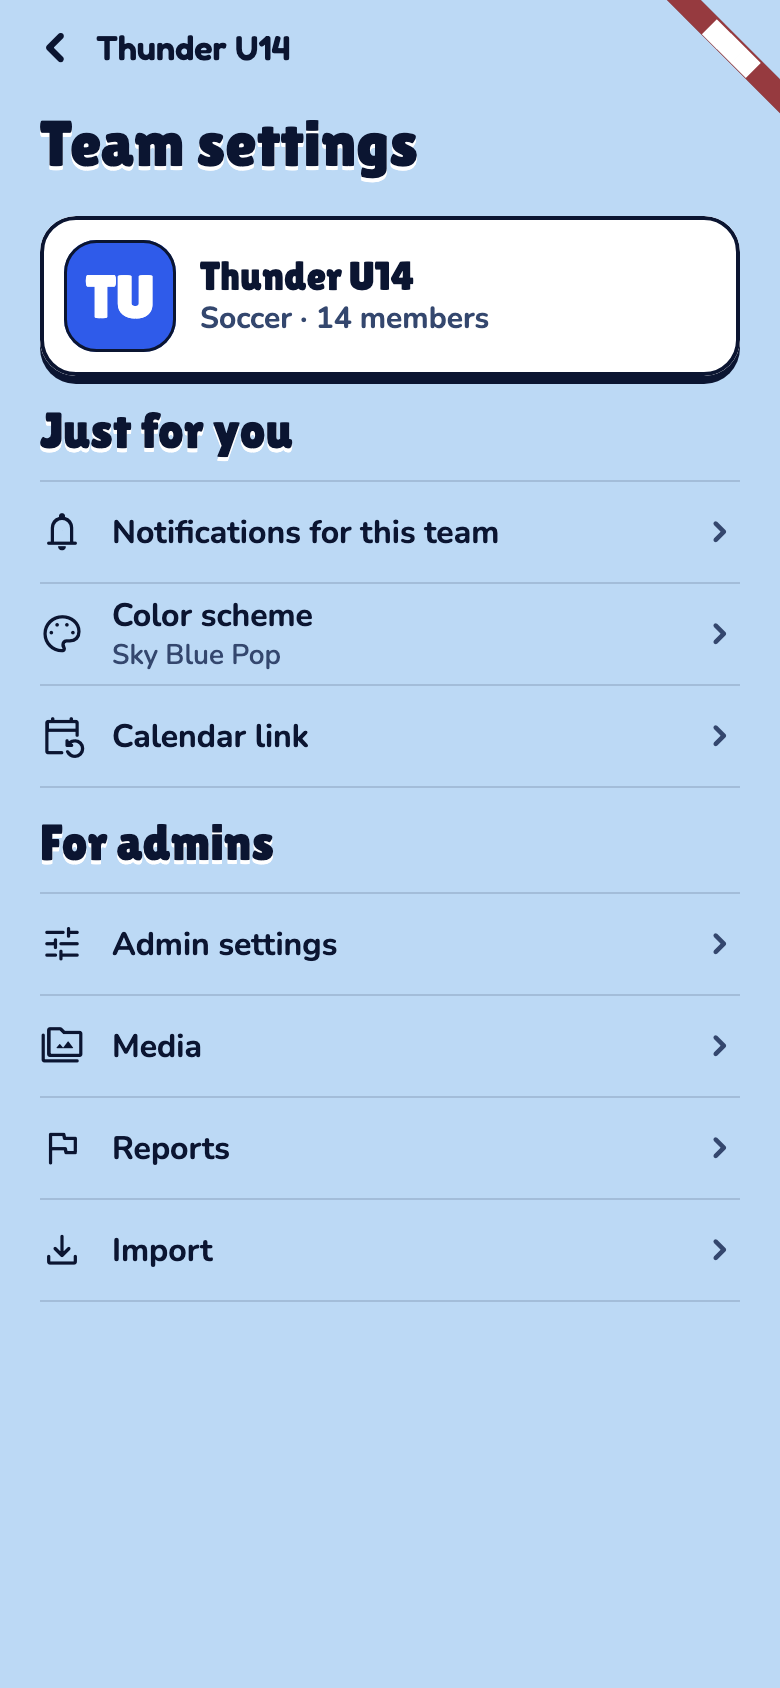 Thunder U14
Team settings
TU
Thunder U14
Soccer · 14 members
Just for you
Notifications for this team
Color scheme
Sky Blue Pop
Calendar link
For admins
Admin settings
Media
Reports
Import